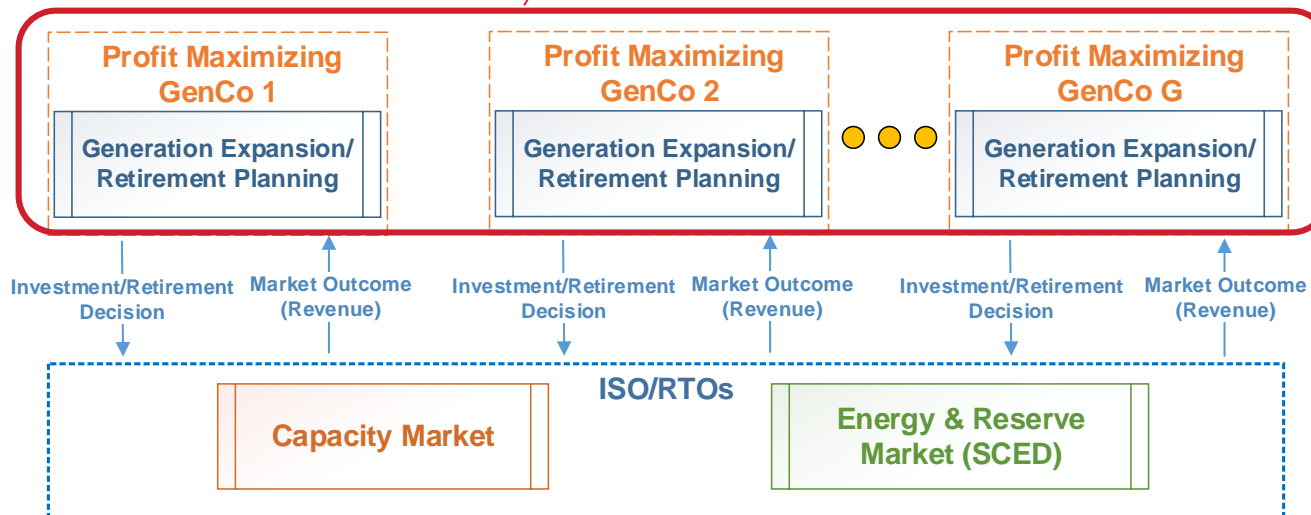 Profit Maximizing
GenCo 1
Generation Expansion/
Retirement Planning
Profit Maximizing
GenCo 2
Generation Expansion/
Retirement Planning
Profit Maximizing
GenCo G
Generation Expansion/
Retirement Planning
Investment/Retirement
Decision
Market Outcome
(Revenue)
Investment/Retirement
Decision
Market Outcome
(Revenue)
Investment/Retirement
Decision
Market Outcome
(Revenue)
ISO/RTOs
Capacity Market
Energy & Reserve
Market (SCED)